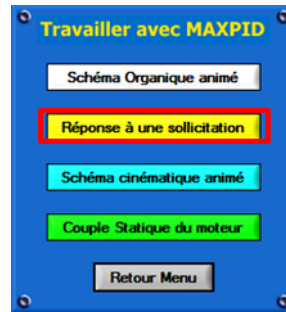 Travailler avec MAXPID
Schéma Organique animé
Réponse à une sollicitation
Schéma cinématique animé
Couple Statique du moteur
Retour Menu